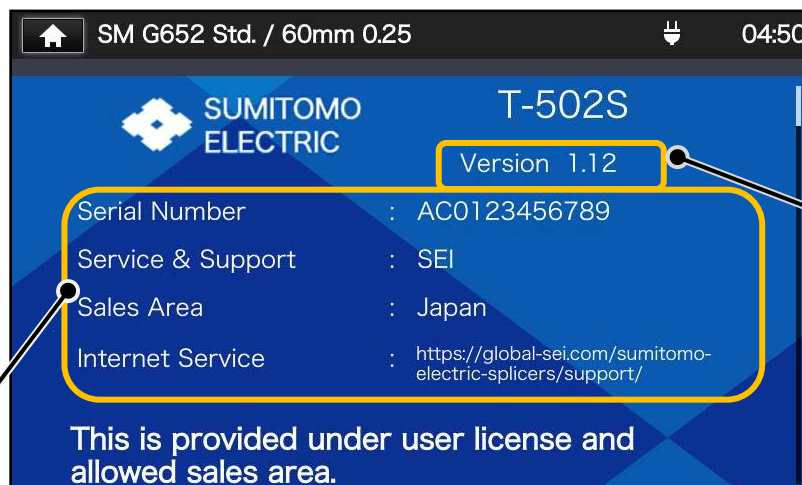 SM G652 Std. / 60mm 0.25 04:50
SUMITOMO
ELECTRIC
T-502S
Version 1.12
Serial Number : AC0123456789
Service & Support : SEI
Sales Area : Japan
Internet Service : https://global-sei.com/sumitomo-
electric-splicers/support/
This is provided under user license and
allowed sales area.